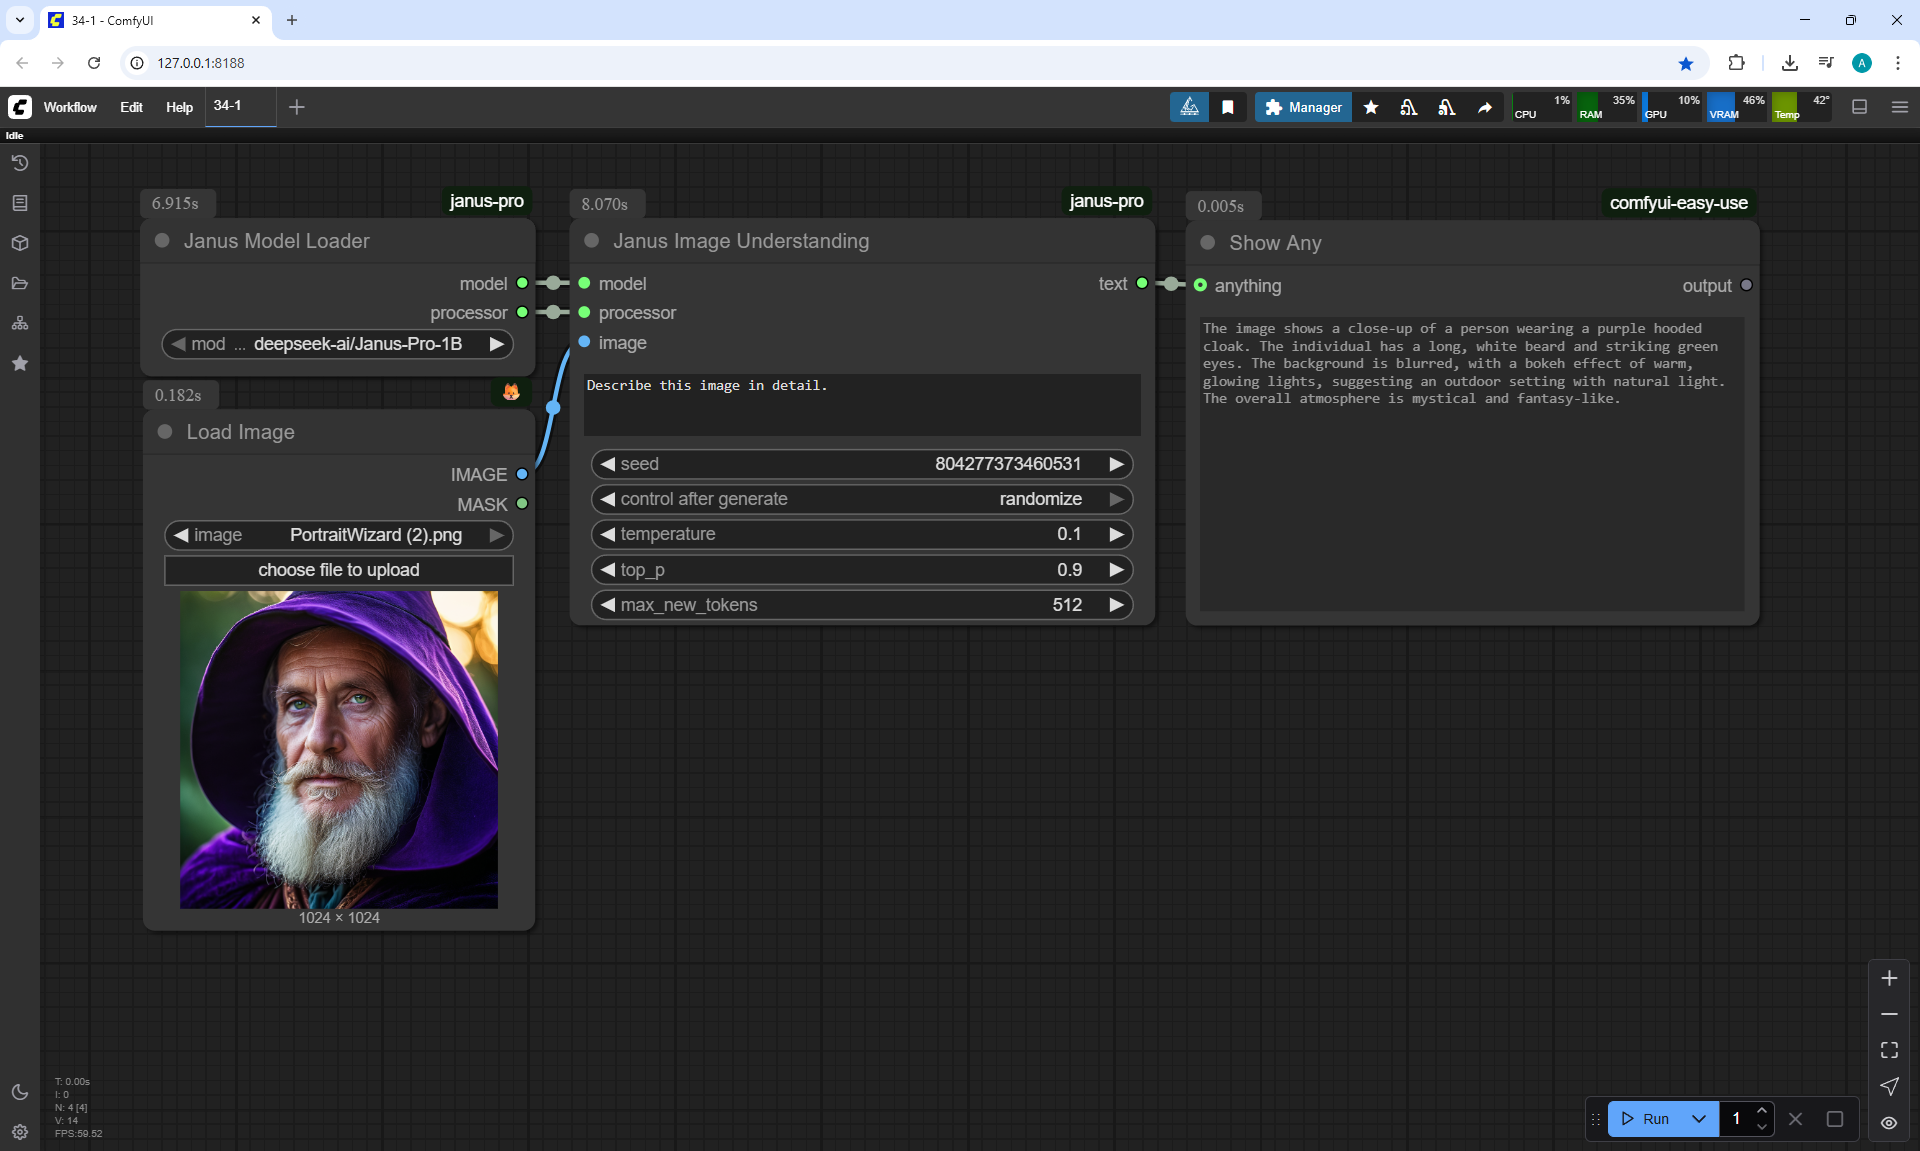 34-1 - ComfyUI
127.0.0.1:8188
Workflow Edit Help 34-1
Manager
CPU 1% RAM 35% GPU 10% VRAM 46% Temp 42°
Idle
6.915s janus-pro
Janus Model Loader
model
processor
mod ... deepseek-ai/Janus-Pro-1B
0.182s
Load Image
IMAGE
MASK
image PortraitWizard (2).png
choose file to upload
1024 × 1024
8.070s janus-pro
Janus Image Understanding
model text
processor
image
Describe this image in detail.
seed 804277373460531
control after generate randomize
temperature 0.1
top_p 0.9
max_new_tokens 512
0.005s comfyui-easy-use
Show Any
anything output
The image shows a close-up of a person wearing a purple hooded
cloak. The individual has a long, white beard and striking green
eyes. The background is blurred, with a bokeh effect of warm,
glowing lights, suggesting an outdoor setting with natural light.
The overall atmosphere is mystical and fantasy-like.
T: 0.00s
I: 0
N: 4 [4]
V: 14
FPS:59.52
Run 1
A